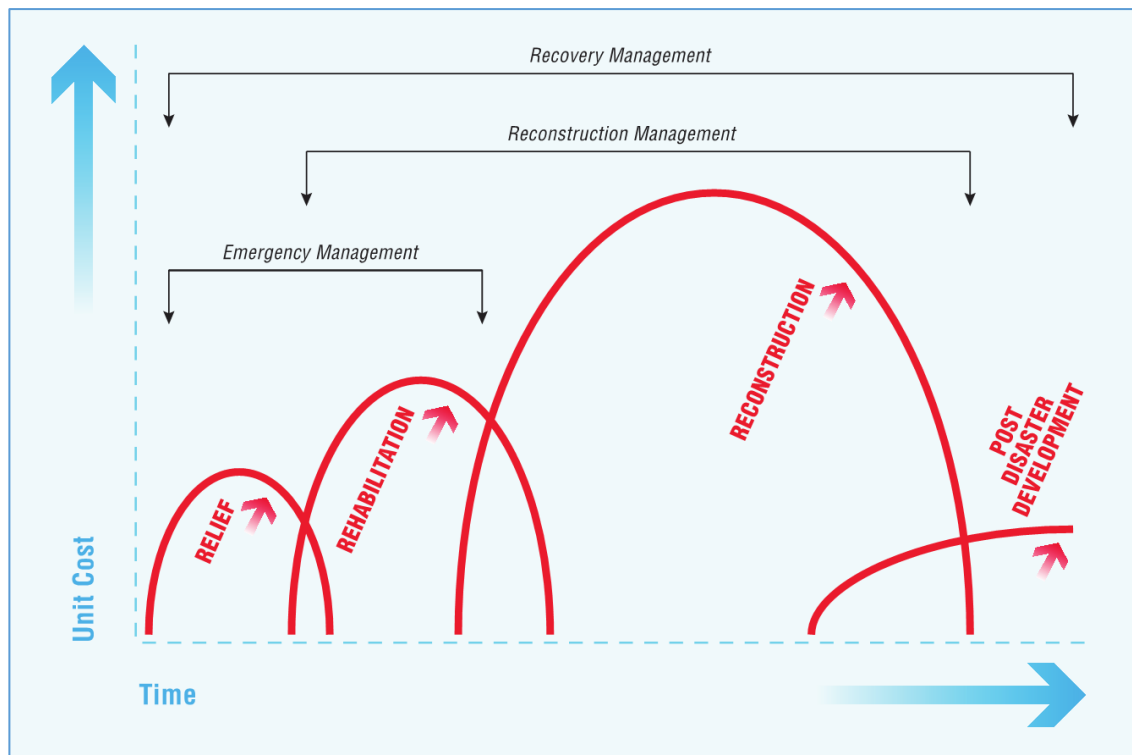 Recovery Management
Reconstruction Management
Emergency Management
RELIEF
REHABILITATION
RECONSTRUCTION
POST
DISASTER
DEVELOPMENT
Unit Cost
Time